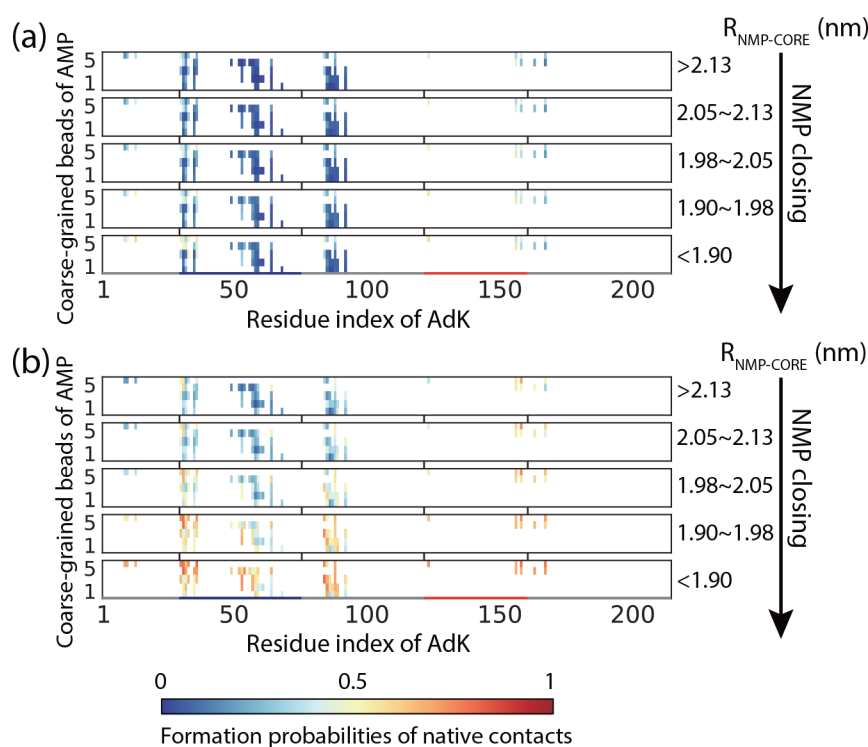 (a)
R_NMP-CORE (nm)
Coarse-grained beads of AMP
5
1
>2.13
5
1
2.05~2.13
5
1
1.98~2.05
5
1
1.90~1.98
5
1
<1.90
NMP closing
1 50 100 150 200
Residue index of AdK
(b)
R_NMP-CORE (nm)
Coarse-grained beads of AMP
5
1
>2.13
5
1
2.05~2.13
5
1
1.98~2.05
5
1
1.90~1.98
5
1
<1.90
NMP closing
1 50 100 150 200
Residue index of AdK
0 0.5 1
Formation probabilities of native contacts